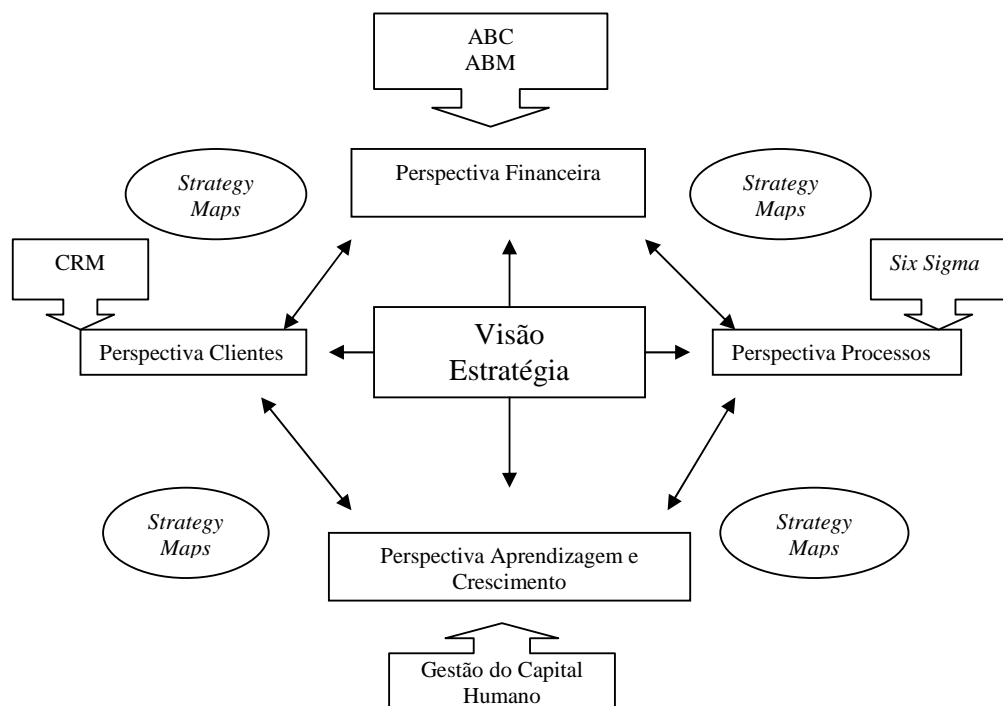 ABC
ABM
Perspectiva Financeira
Strategy
Maps
Strategy
Maps
CRM
Six Sigma
Visão
Estratégia
Perspectiva Clientes
Perspectiva Processos
Strategy
Maps
Strategy
Maps
Perspectiva Aprendizagem e
Crescimento
Gestão do Capital
Humano